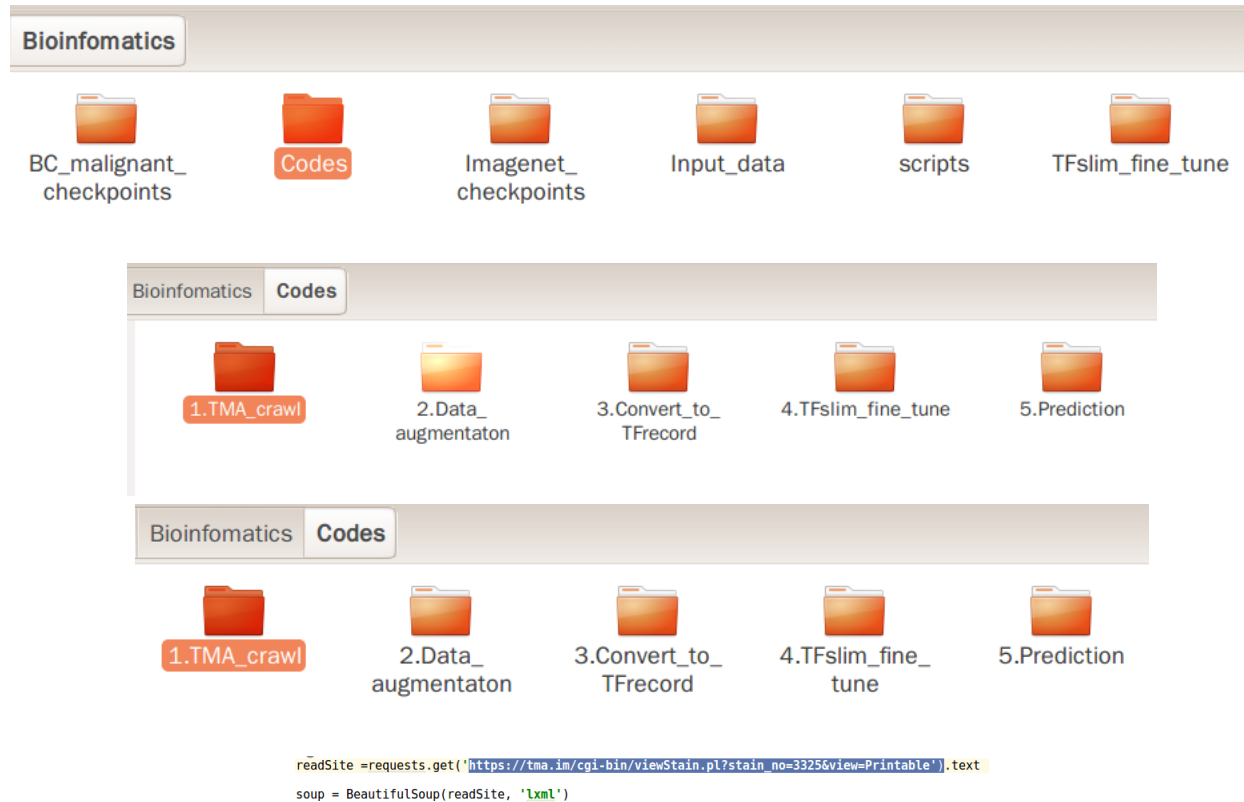 Bioinfomatics
BC_malignant_
checkpoints
Codes
Imagenet_
checkpoints
Input_data
scripts
TFslim_fine_tune
Bioinfomatics Codes
1.TMA_crawl
2.Data_
augmentaton
3.Convert_to_
TFrecord
4.TFslim_fine_tune
5.Prediction
Bioinfomatics Codes
1.TMA_crawl
2.Data_
augmentaton
3.Convert_to_
TFrecord
4.TFslim_fine_
tune
5.Prediction
readSite =requests.get('https://tma.im/cgi-bin/viewStain.pl?stain_no=3325&view=Printable').text
soup = BeautifulSoup(readSite, 'lxml')